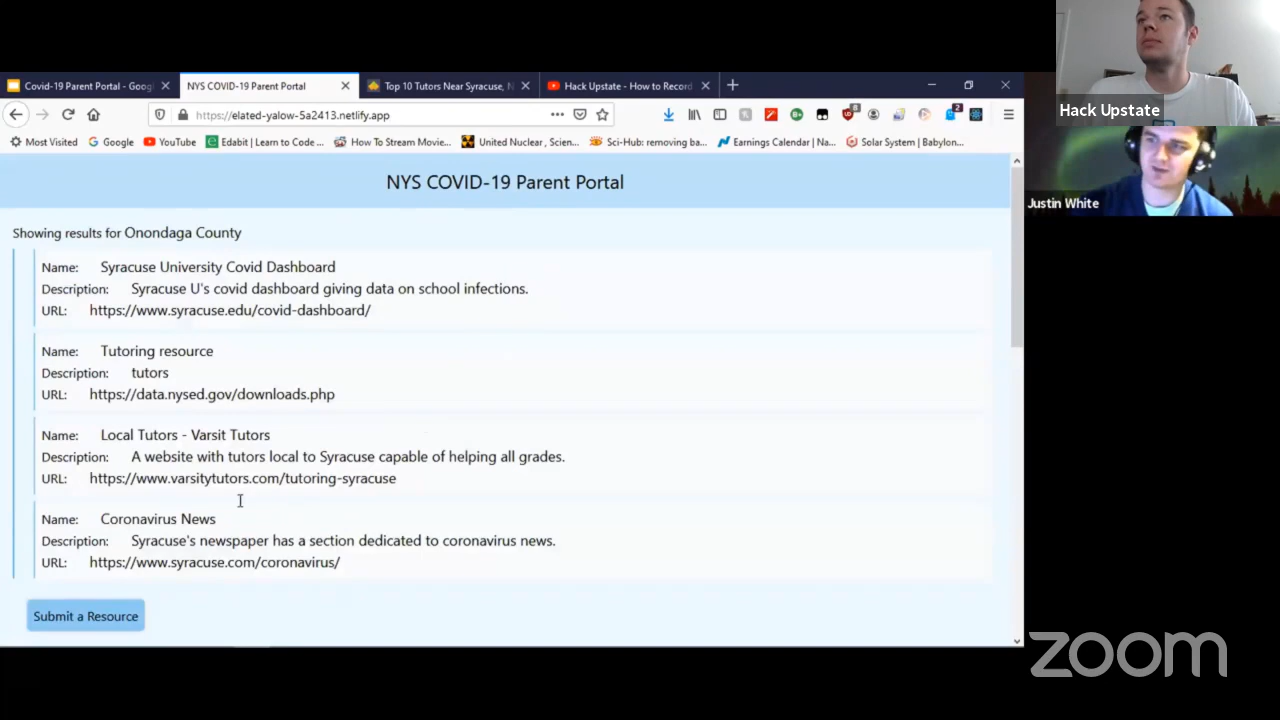 Covid-19 Parent Portal - Goog
NYS COVID-19 Parent Portal
Top 10 Tutors Near Syracuse, N
Hack Upstate - How to Record
https://elated-yalow-5a2413.netlify.app
6
2
Most Visited
Google
YouTube
Edabit | Learn to Code ...
How To Stream Movie...
United Nuclear , Scien...
Sci-Hub: removing ba...
Earnings Calendar | Na...
Solar System | Babylon...
Hack Upstate
Justin White
NYS COVID-19 Parent Portal
Showing results for Onondaga County
Name: Syracuse University Covid Dashboard
Description: Syracuse U's covid dashboard giving data on school infections.
URL: https://www.syracuse.edu/covid-dashboard/
Name: Tutoring resource
Description: tutors
URL: https://data.nysed.gov/downloads.php
Name: Local Tutors - Varsit Tutors
Description: A website with tutors local to Syracuse capable of helping all grades.
URL: https://www.varsitytutors.com/tutoring-syracuse
Name: Coronavirus News
Description: Syracuse's newspaper has a section dedicated to coronavirus news.
URL: https://www.syracuse.com/coronavirus/
Submit a Resource
zoom